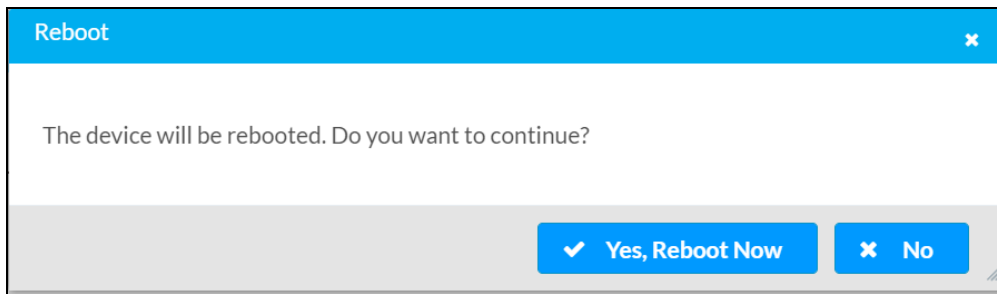 Reboot
The device will be rebooted. Do you want to continue?
Yes, Reboot Now
No